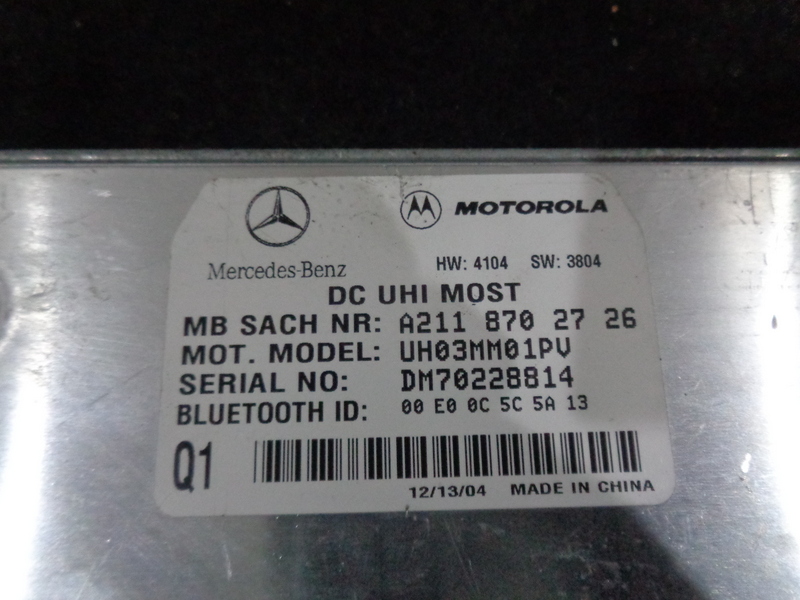 MOTOROLA
Mercedes-Benz
HW: 4104 SW: 3804
DC UHI MOST
MB SACH NR: A211 870 27 26
MOT. MODEL: UH03MM01PV
SERIAL NO: DM70228814
BLUETOOTH ID: 00 E0 0C 5C 5A 13
Q1
12/13/04 MADE IN CHINA